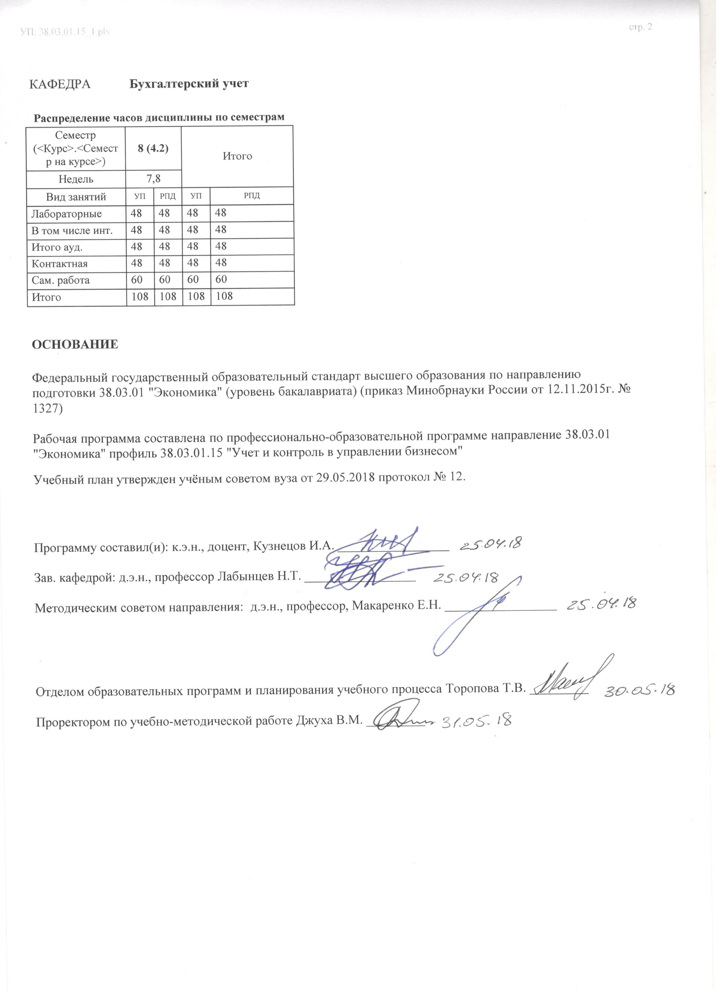 УП: 38.03.01.15_1.plx
стр. 2
КАФЕДРА Бухгалтерский учет
Распределение часов дисциплины по семестрам
Семестр
(<Курс>.<Семест
р на курсе>)
8 (4.2)
Итого
Недель 7,8
Вид занятий УП РПД УП РПД
Лабораторные 48 48 48 48
В том числе инт. 48 48 48 48
Итого ауд. 48 48 48 48
Контактная 48 48 48 48
Сам. работа 60 60 60 60
Итого 108 108 108 108
ОСНОВАНИЕ
Федеральный государственный образовательный стандарт высшего образования по направлению
подготовки 38.03.01 "Экономика" (уровень бакалавриата) (приказ Минобрнауки России от 12.11.2015г. №
1327)
Рабочая программа составлена по профессионально-образовательной программе направление 38.03.01
"Экономика" профиль 38.03.01.15 "Учет и контроль в управлении бизнесом"
Учебный план утвержден учёным советом вуза от 29.05.2018 протокол № 12.
Программу составил(и): к.э.н., доцент, Кузнецов И.А. 25.04.18
Зав. кафедрой: д.э.н., профессор Лабынцев Н.Т. 25.04.18
Методическим советом направления: д.э.н., профессор, Макаренко Е.Н. 25.04.18
Отделом образовательных программ и планирования учебного процесса Торопова Т.В. 30.05.18
Проректором по учебно-методической работе Джуха В.М. 31.05.18